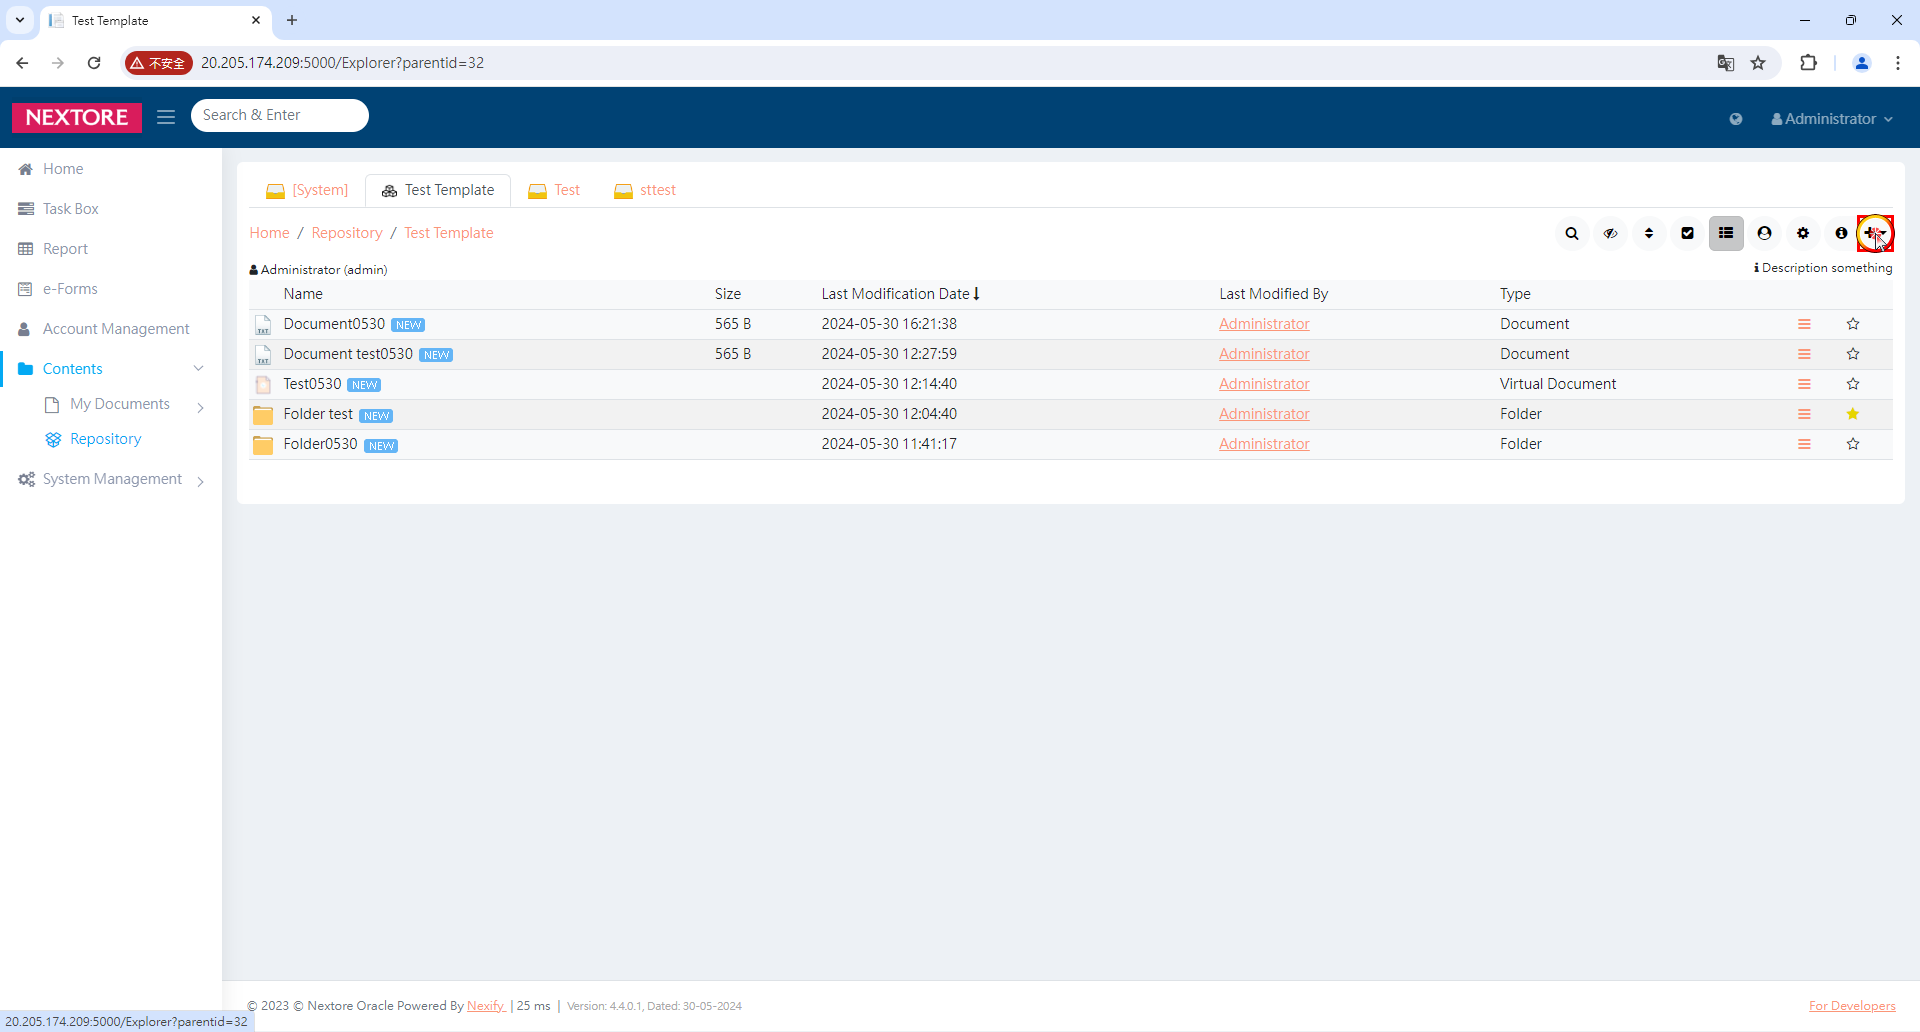 Test Template
不安全
20.205.174.209:5000/Explorer?parentid=32
NEXTORE
Search & Enter
Administrator
Home
Task Box
Report
e-Forms
Account Management
Contents
My Documents
Repository
System Management
[System]
Test Template
Test
sttest
Home / Repository / Test Template
Administrator (admin)
Description something
Name Size Last Modification Date Last Modified By Type
Document0530 NEW 565 B 2024-05-30 16:21:38 Administrator Document
Document test0530 NEW 565 B 2024-05-30 12:27:59 Administrator Document
Test0530 NEW 2024-05-30 12:14:40 Administrator Virtual Document
Folder test NEW 2024-05-30 12:04:40 Administrator Folder
Folder0530 NEW 2024-05-30 11:41:17 Administrator Folder
© 2023 © Nextore Oracle Powered By Nexify | 25 ms | Version: 4.4.0.1, Dated: 30-05-2024
For Developers
20.205.174.209:5000/Explorer?parentid=32